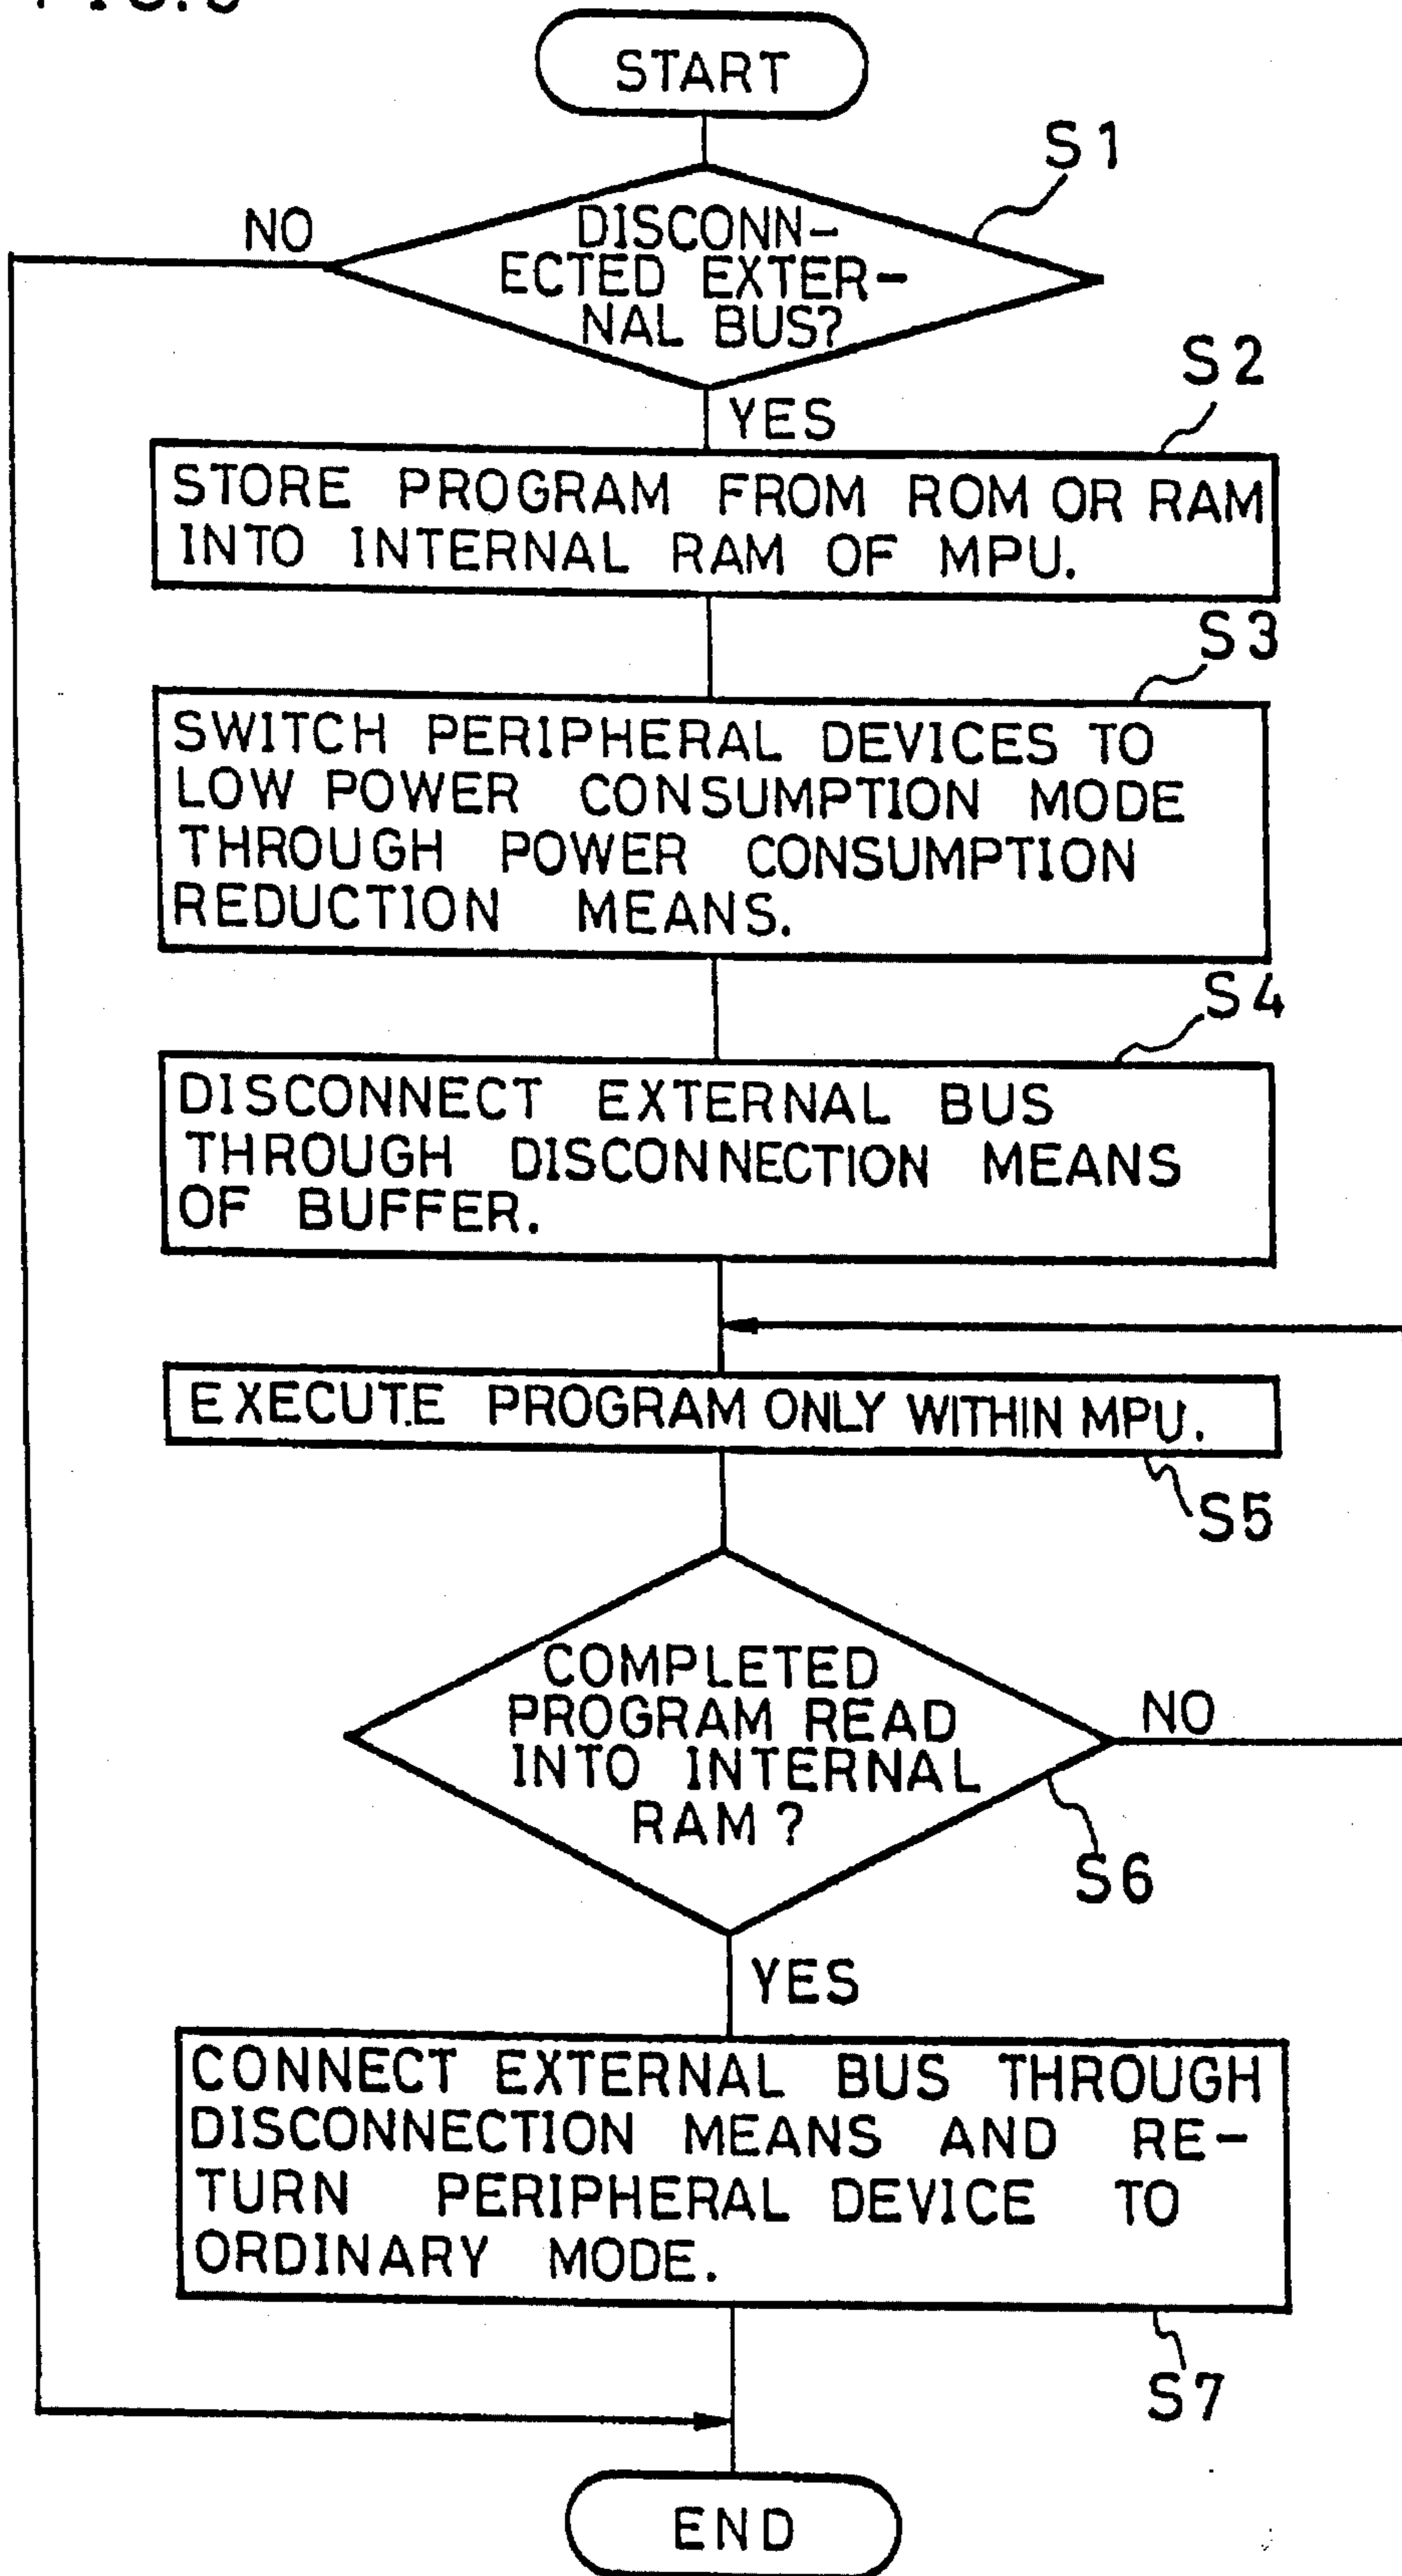 START
S1
NO
DISCONN-
ECTED EXTER-
NAL BUS?
S2
YES
STORE PROGRAM FROM ROM OR RAM
INTO INTERNAL RAM OF MPU.
S3
SWITCH PERIPHERAL DEVICES TO
LOW POWER CONSUMPTION MODE
THROUGH POWER CONSUMPTION
REDUCTION MEANS.
S4
DISCONNECT EXTERNAL BUS
THROUGH DISCONNECTION MEANS
OF BUFFER.
EXECUTE PROGRAM ONLY WITHIN MPU.
S5
COMPLETED
PROGRAM READ
INTO INTERNAL
RAM?
NO
S6
YES
CONNECT EXTERNAL BUS THROUGH
DISCONNECTION MEANS AND RE-
TURN PERIPHERAL DEVICE TO
ORDINARY MODE.
S7
END